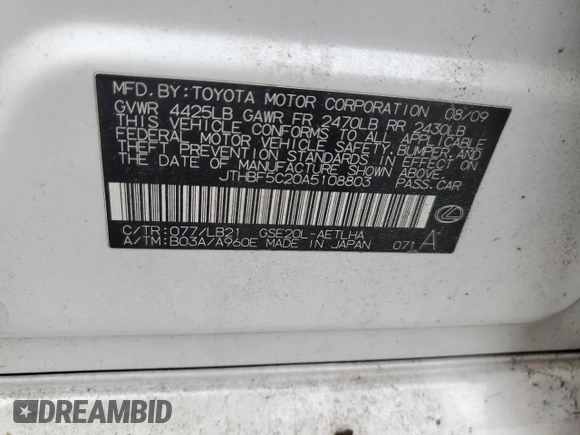 MFD. BY: TOYOTA MOTOR CORPORATION 08/09
GVWR 4425LB GAWR FR 2470LB RR 2430LB
THIS VEHICLE CONFORMS TO ALL APPLICABLE
FEDERAL MOTOR VEHICLE SAFETY, BUMPER, AND
THEFT PREVENTION STANDARDS IN EFFECT ON
THE DATE OF MANUFACTURE SHOWN ABOVE.
JTHBF5C20A5108803 PASS. CAR
C/TR: 077/LB21 GSE20L-AETLHA
A/TM: B03A/A960E MADE IN JAPAN 071 A
DREAMBID